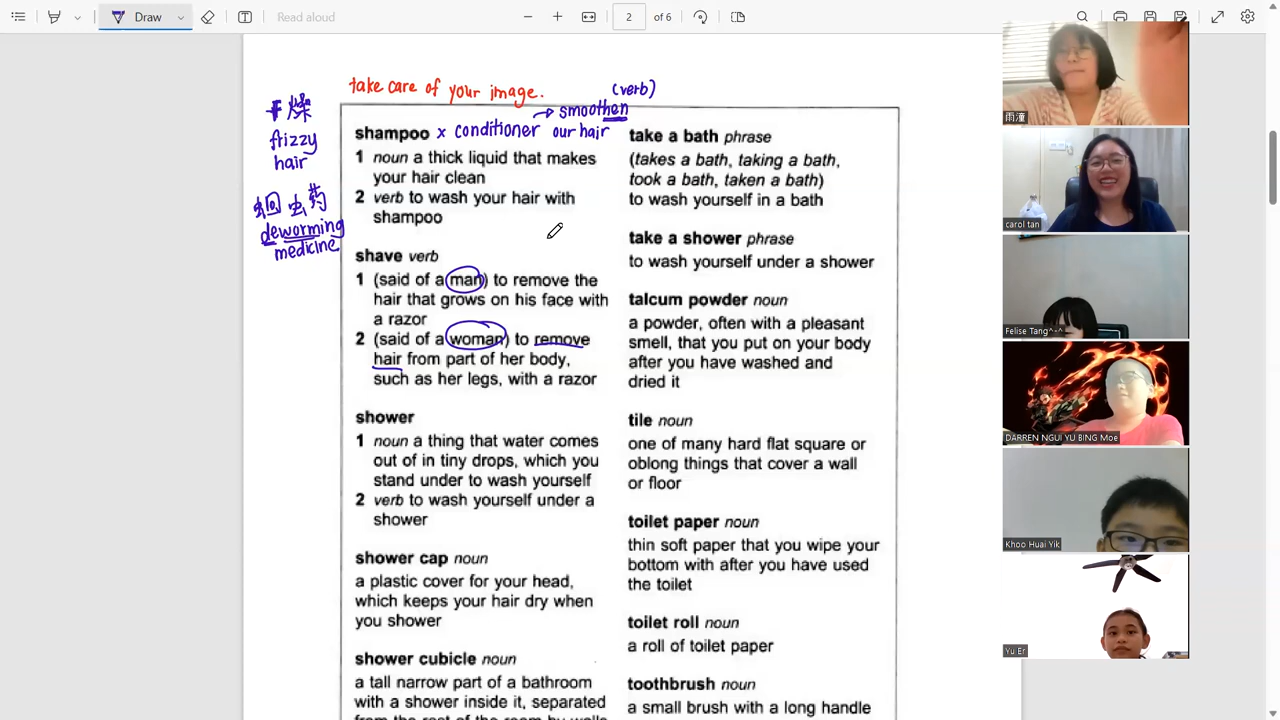 Draw
Read aloud
2
of 6
take care of your image.
(verb)
smoothen
our hair
燥
frizzy
hair
蛔虫药
deworming
medicine
shampoo x conditioner
1 noun a thick liquid that makes
your hair clean
2 verb to wash your hair with
shampoo
shave verb
1 (said of a man) to remove the
hair that grows on his face with
a razor
2 (said of a woman) to remove
hair from part of her body,
such as her legs, with a razor
shower
1 noun a thing that water comes
out of in tiny drops, which you
stand under to wash yourself
2 verb to wash yourself under a
shower
shower cap noun
a plastic cover for your head,
which keeps your hair dry when
you shower
shower cubicle noun
a tall narrow part of a bathroom
with a shower inside it, separated
from the rest of the room by walls
take a bath phrase
(takes a bath, taking a bath,
took a bath, taken a bath)
to wash yourself in a bath
take a shower phrase
to wash yourself under a shower
talcum powder noun
a powder, often with a pleasant
smell, that you put on your body
after you have washed and
dried it
tile noun
one of many hard flat square or
oblong things that cover a wall
or floor
toilet paper noun
thin soft paper that you wipe your
bottom with after you have used
the toilet
toilet roll noun
a roll of toilet paper
toothbrush noun
a small brush with a long handle
雨潼
carol tan
Felise Tang^-^
DARREN NGUI YU BING Moe
Khoo Huai Yik
Yu Er